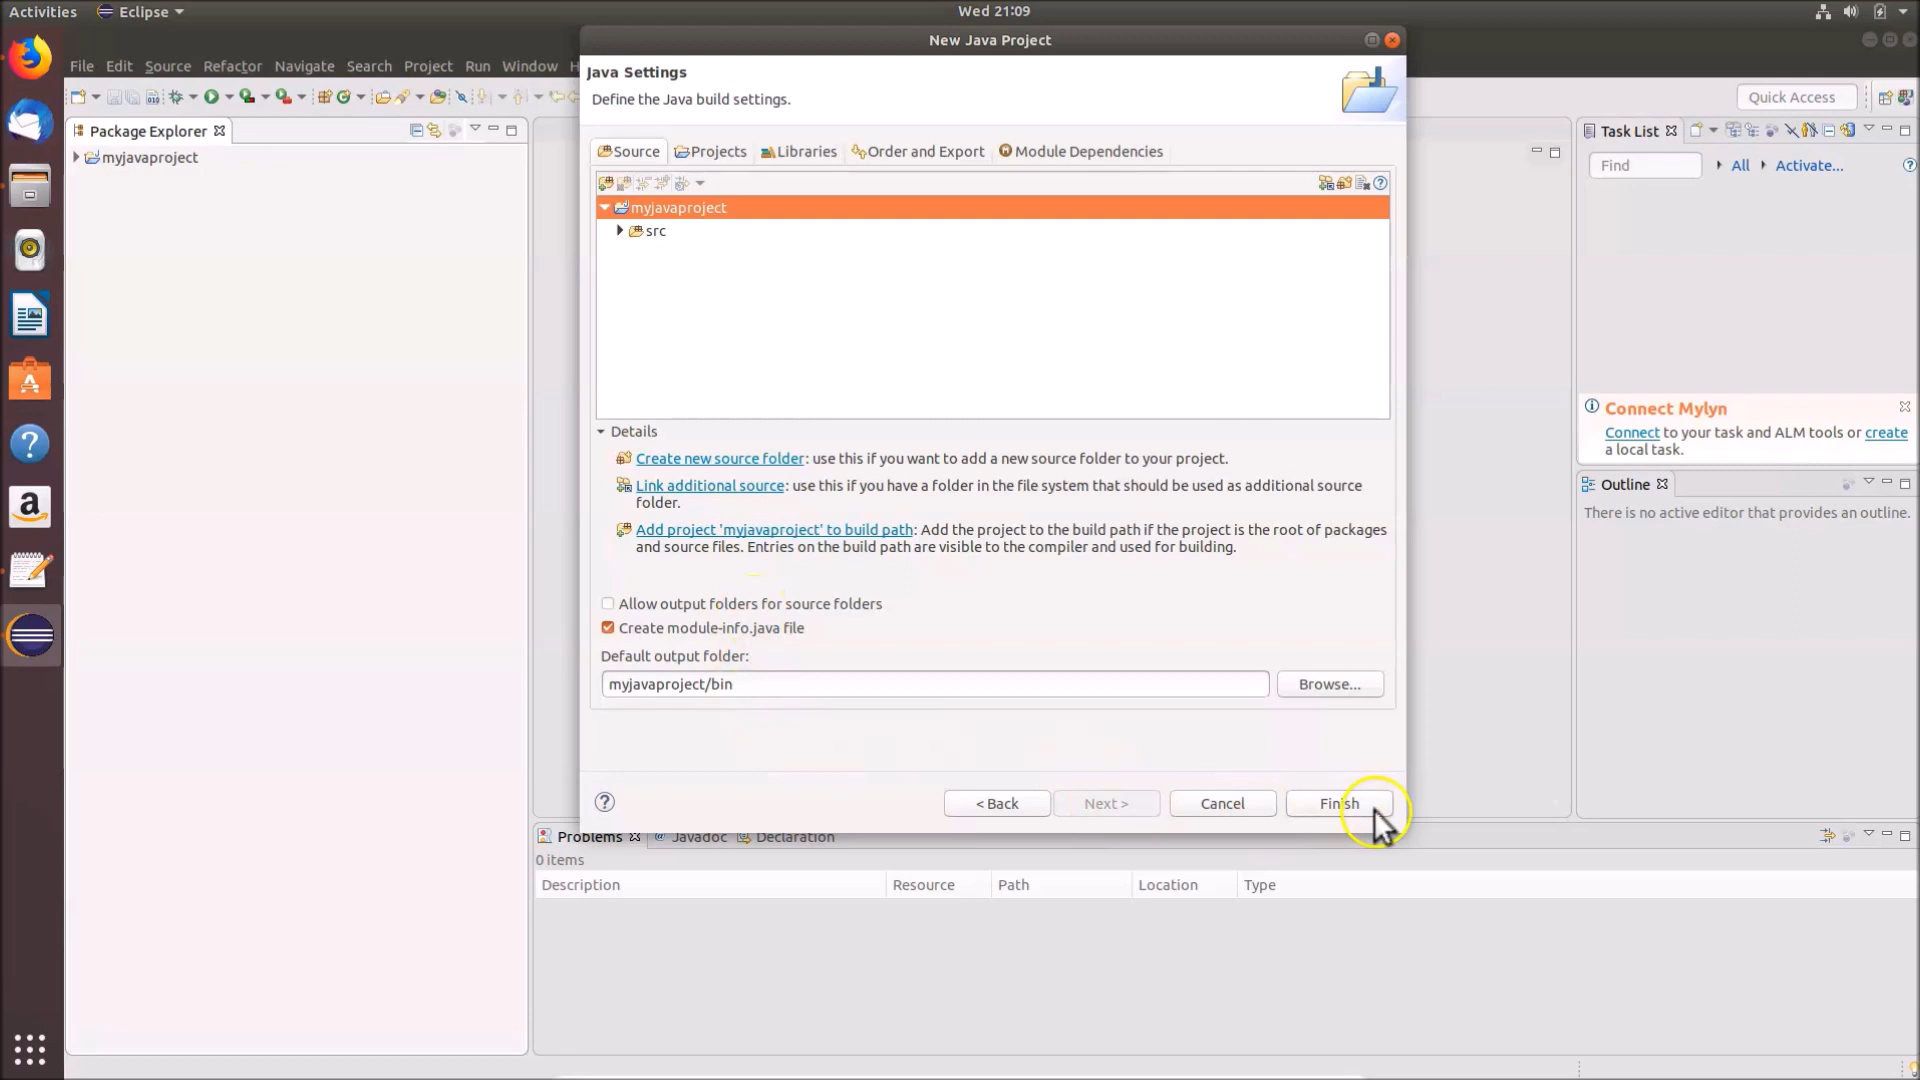 Activities
Eclipse
Wed 21:09
New Java Project
File Edit Source Refactor Navigate Search Project Run Window
Java Settings
Define the Java build settings.
Quick Access
Package Explorer
myjavaproject
Source Projects Libraries Order and Export Module Dependencies
myjavaproject
src
Details
Create new source folder: use this if you want to add a new source folder to your project.
Link additional source: use this if you have a folder in the file system that should be used as additional source
folder.
Add project 'myjavaproject' to build path: Add the project to the build path if the project is the root of packages
and source files. Entries on the build path are visible to the compiler and used for building.
Allow output folders for source folders
Create module-info.java file
Default output folder:
myjavaproject/bin
Browse...
< Back Next > Cancel Finish
Task List
Find
All
Activate...
Connect Mylyn
Connect to your task and ALM tools or create
a local task.
Outline
There is no active editor that provides an outline.
Problems Javadoc Declaration
0 items
Description Resource Path Location Type